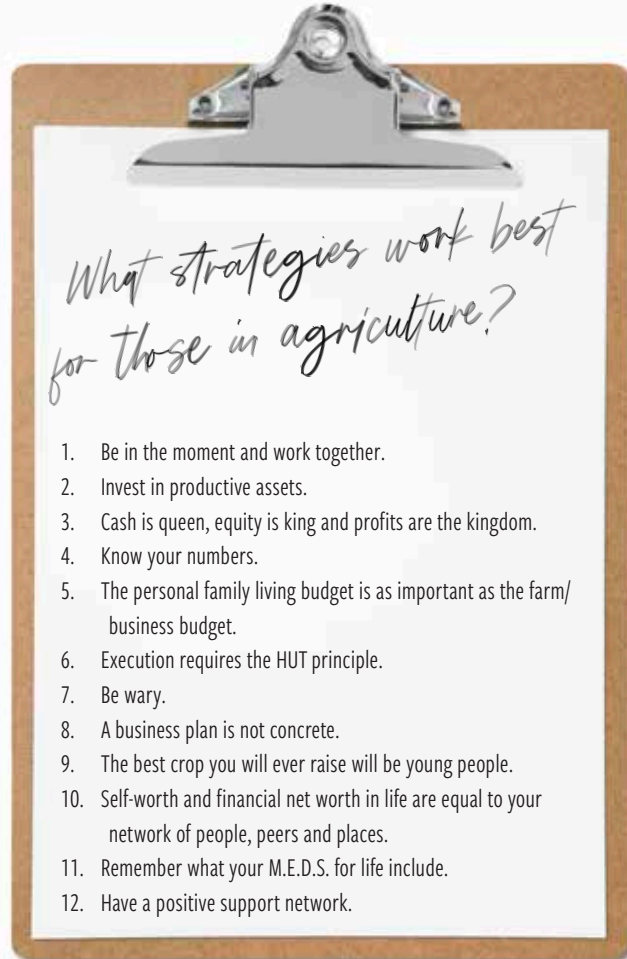 What strategies work best
for those in agriculture?
1. Be in the moment and work together.
2. Invest in productive assets.
3. Cash is queen, equity is king and profits are the kingdom.
4. Know your numbers.
5. The personal family living budget is as important as the farm/
business budget.
6. Execution requires the HUT principle.
7. Be wary.
8. A business plan is not concrete.
9. The best crop you will ever raise will be young people.
10. Self-worth and financial net worth in life are equal to your
network of people, peers and places.
11. Remember what your M.E.D.S. for life include.
12. Have a positive support network.